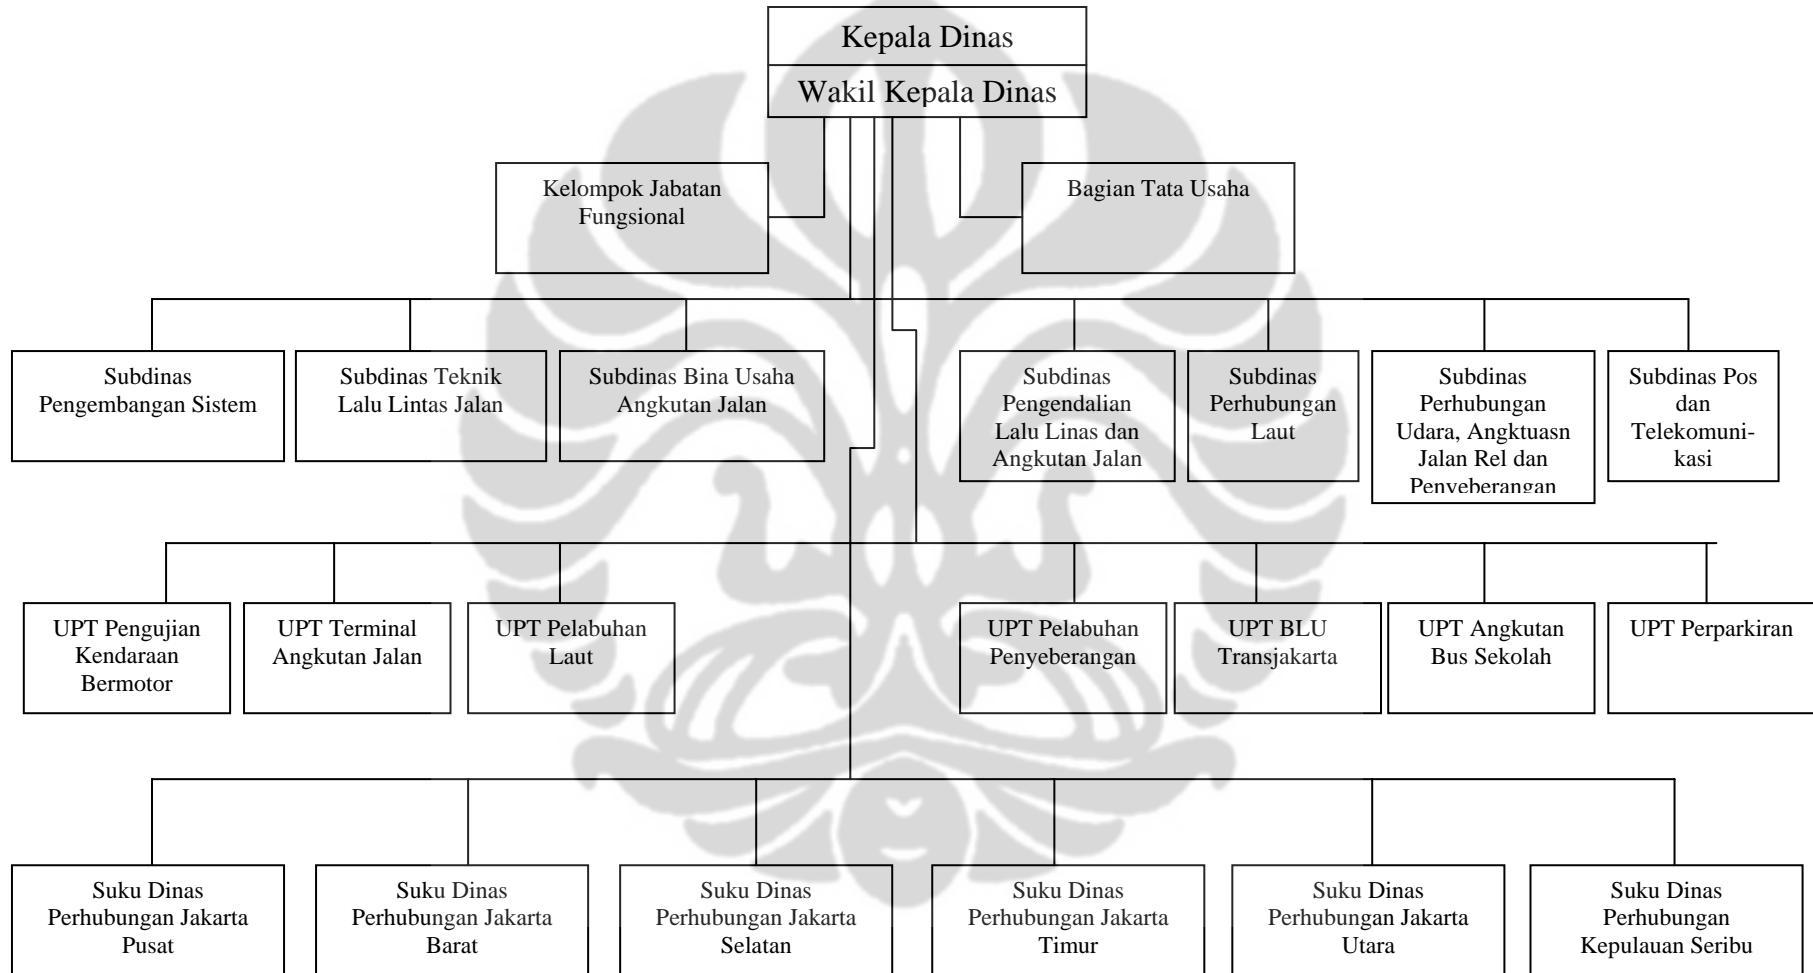 Kepala Dinas
Wakil Kepala Dinas
Kelompok Jabatan
Fungsional
Bagian Tata Usaha
Subdinas
Pengembangan Sistem
Subdinas Teknik
Lalu Lintas Jalan
Subdinas Bina Usaha
Angkutan Jalan
Subdinas
Pengendalian
Lalu Linas dan
Angkutan Jalan
Subdinas
Perhubungan
Laut
Subdinas
Perhubungan
Udara, Angktuasn
Jalan Rel dan
Penyeberangan
Subdinas Pos
dan
Telekomuni-
kasi
UPT Pengujian
Kendaraan
Bermotor
UPT Terminal
Angkutan Jalan
UPT Pelabuhan
Laut
UPT Pelabuhan
Penyeberangan
UPT BLU
Transjakarta
UPT Angkutan
Bus Sekolah
UPT Perparkiran
Suku Dinas
Perhubungan Jakarta
Pusat
Suku Dinas
Perhubungan Jakarta
Barat
Suku Dinas
Perhubungan Jakarta
Selatan
Suku Dinas
Perhubungan Jakarta
Timur
Suku Dinas
Perhubungan Jakarta
Utara
Suku Dinas
Perhubungan
Kepulauan Seribu